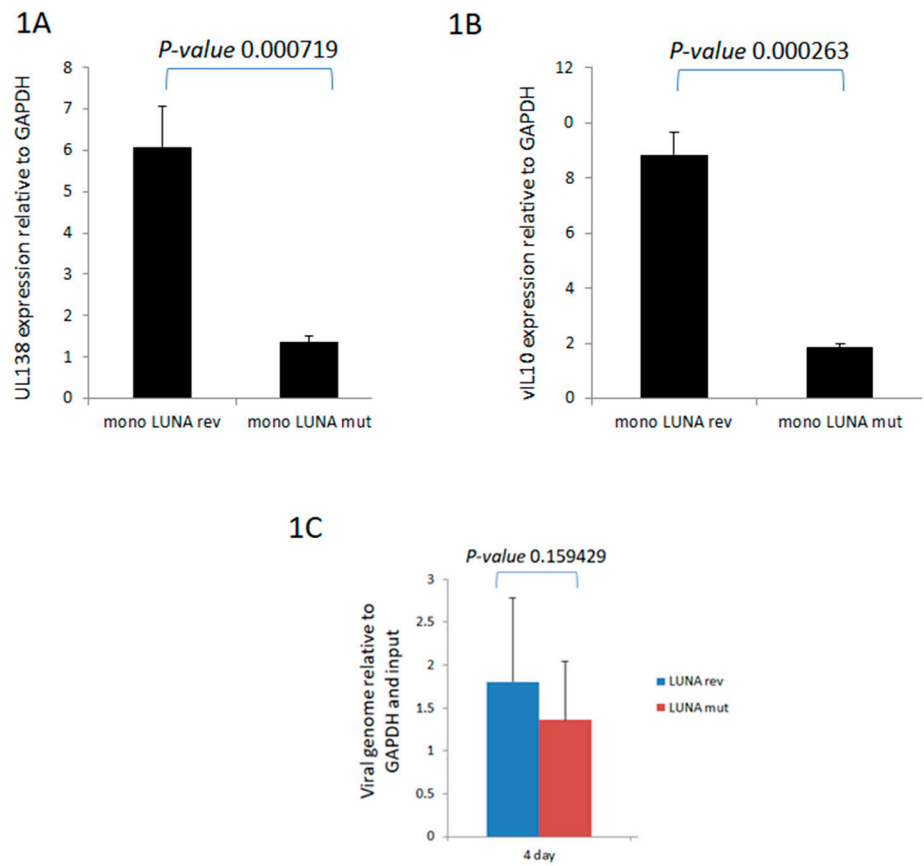 1A
P-value 0.000719
UL138 expression relative to GAPDH
8
7
6
5
4
3
2
1
0
mono LUNA rev
mono LUNA mut
1B
P-value 0.000263
vIL10 expression relative to GAPDH
12
0
8
6
4
2
0
mono LUNA rev
mono LUNA mut
1C
P-value 0.159429
Viral genome relative to
GAPDH and input
3
2.5
2
1.5
1
0.5
0
4 day
LUNA rev
LUNA mut